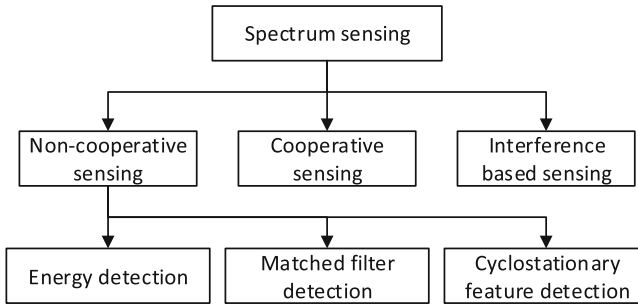 Spectrum sensing
Non-cooperative
sensing
Cooperative
sensing
Interference
based sensing
Energy detection
Matched filter
detection
Cyclostationary
feature detection